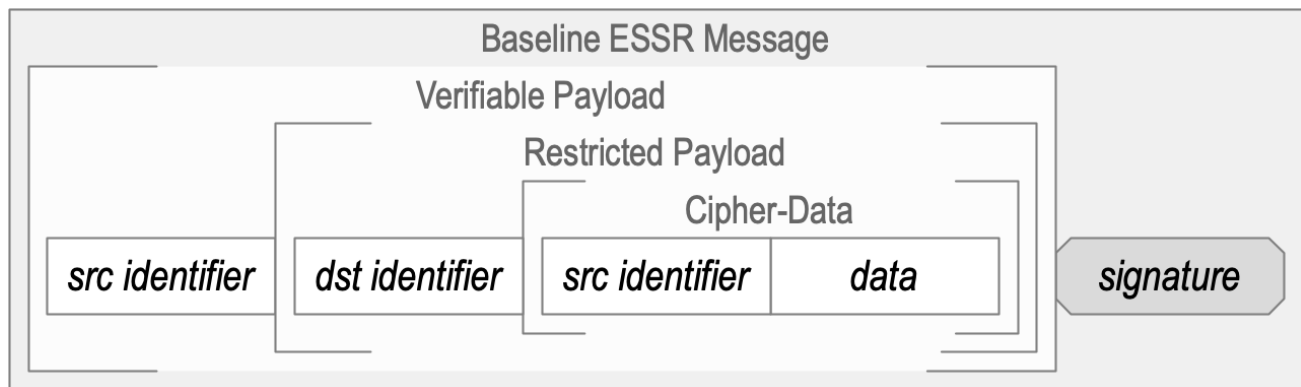 Baseline ESSR Message
Verifiable Payload
Restricted Payload
Cipher-Data
src identifier dst identifier src identifier data signature